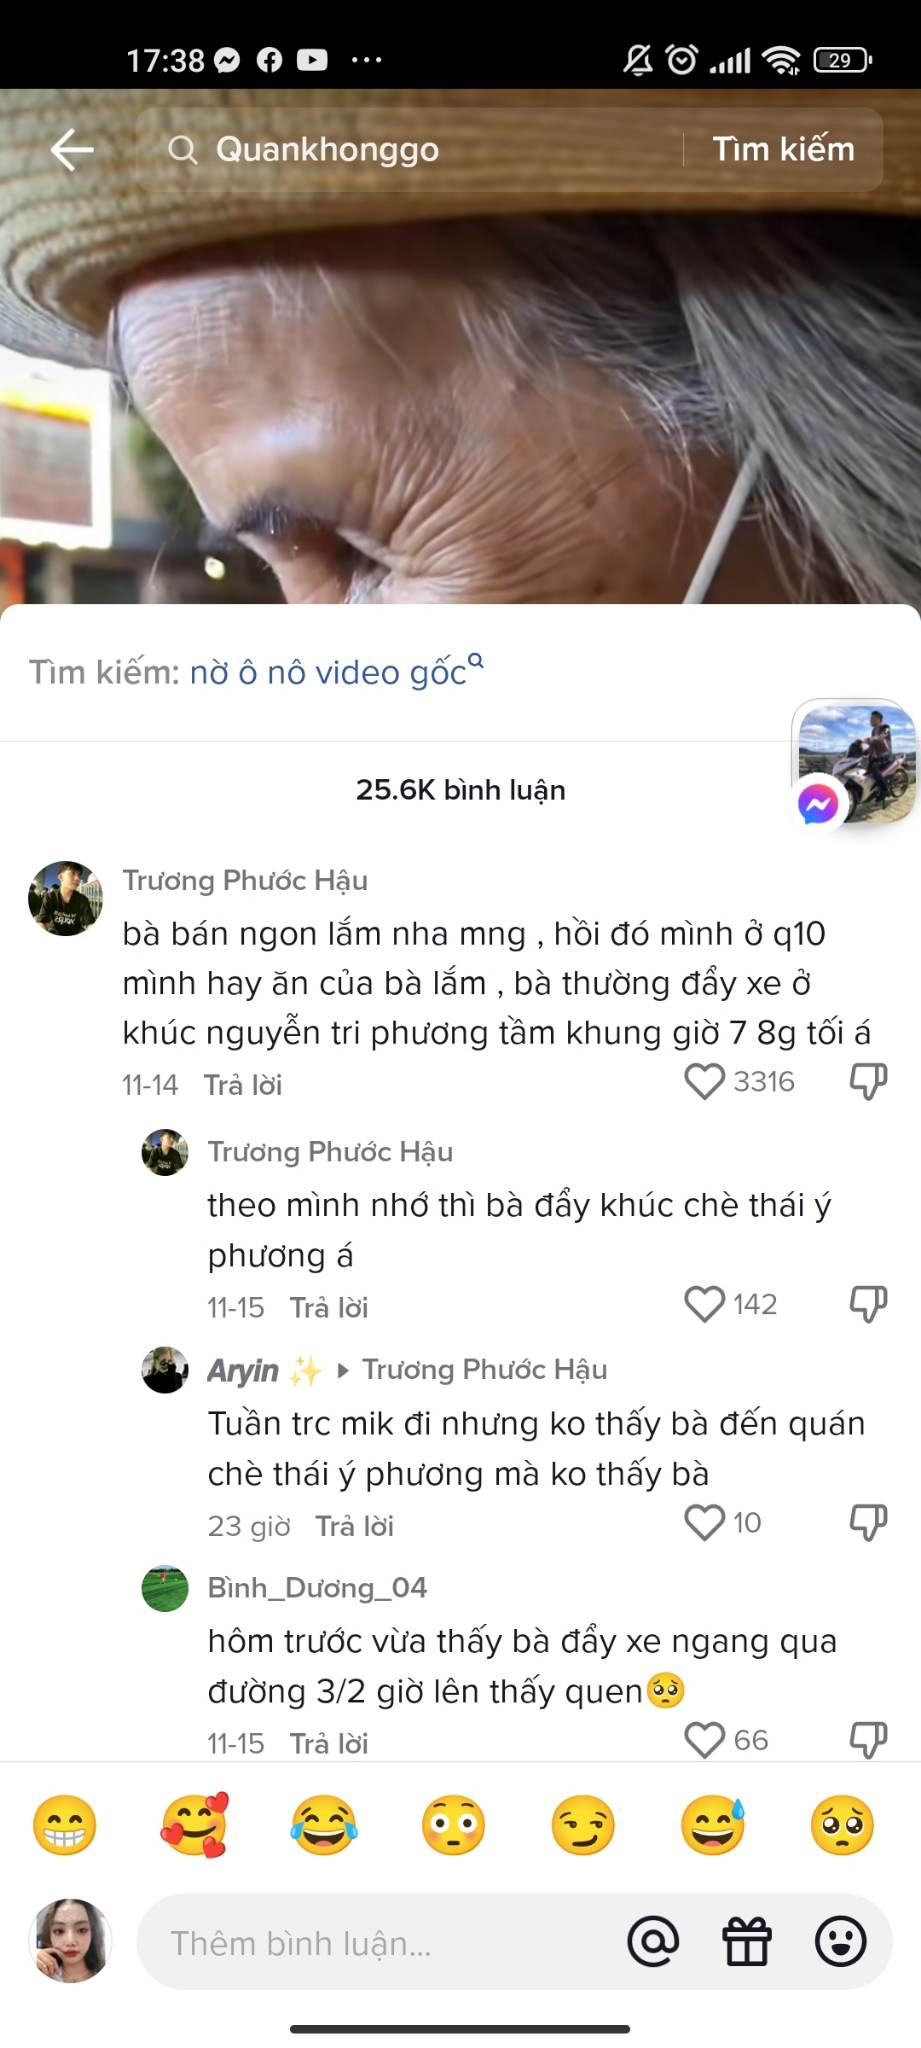 17:38
29
Quankhonggo
Tìm kiếm
Tìm kiếm: nờ ô nô video gốc
25.6K bình luận
Trương Phước Hậu
bà bán ngon lắm nha mng , hồi đó mình ở q10
mình hay ăn của bà lắm , bà thường đẩy xe ở
khúc nguyễn tri phương tầm khung giờ 7 8g tối á
11-14 Trả lời 3316
Trương Phước Hậu
theo mình nhớ thì bà đẩy khúc chè thái ý
phương á
11-15 Trả lời 142
Aryin ✨ ▸ Trương Phước Hậu
Tuần trc mik đi nhưng ko thấy bà đến quán
chè thái ý phương mà ko thấy bà
23 giờ Trả lời 10
Bình_Dương_04
hôm trước vừa thấy bà đẩy xe ngang qua
đường 3/2 giờ lên thấy quen🥺
11-15 Trả lời 66
Thêm bình luận...